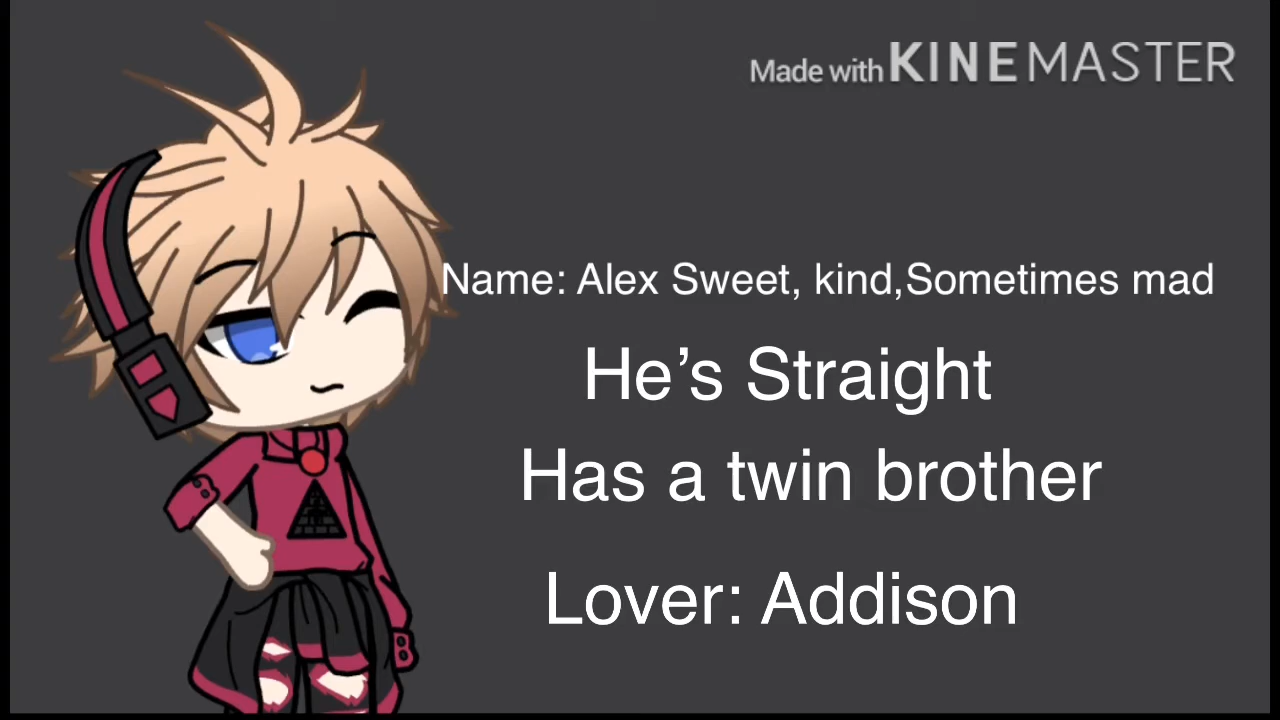 Made with KINEMASTER
Name: Alex Sweet, kind,Sometimes mad
He’s Straight
Has a twin brother
Lover: Addison